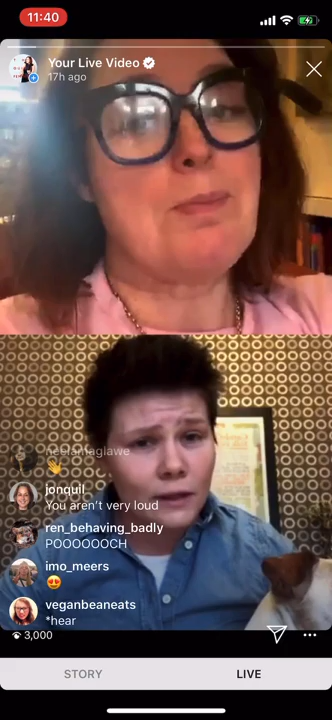 11:40
Your Live Video
17h ago
neelamaglawe
👋
jonquil
You aren't very loud
ren_behaving_badly
POOOOOOCH
imo_meers
😍
veganbeaneats
*hear
3,000
STORY
LIVE